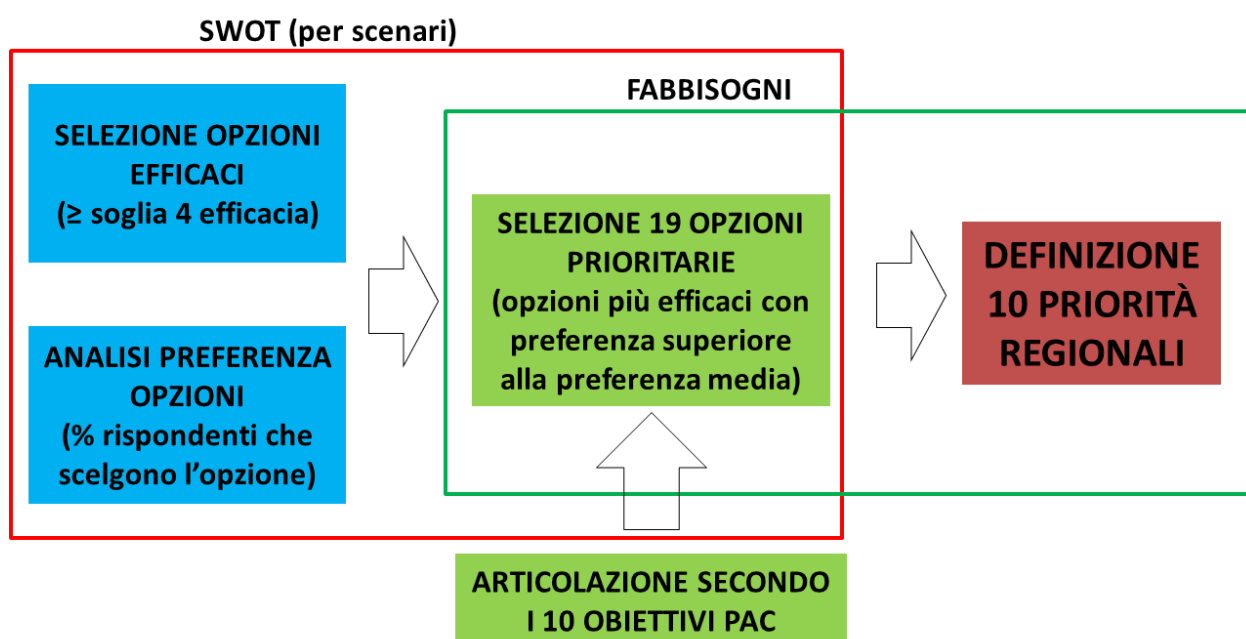 SWOT (per scenari)
FABBISOGNI
SELEZIONE OPZIONI
EFFICACI
(≥ soglia 4 efficacia)
ANALISI PREFERENZA
OPZIONI
(% rispondenti che
scelgono l’opzione)
SELEZIONE 19 OPZIONI
PRIORITARIE
(opzioni più efficaci con
preferenza superiore
alla preferenza media)
DEFINIZIONE
10 PRIORITÀ
REGIONALI
ARTICOLAZIONE SECONDO
I 10 OBIETTIVI PAC